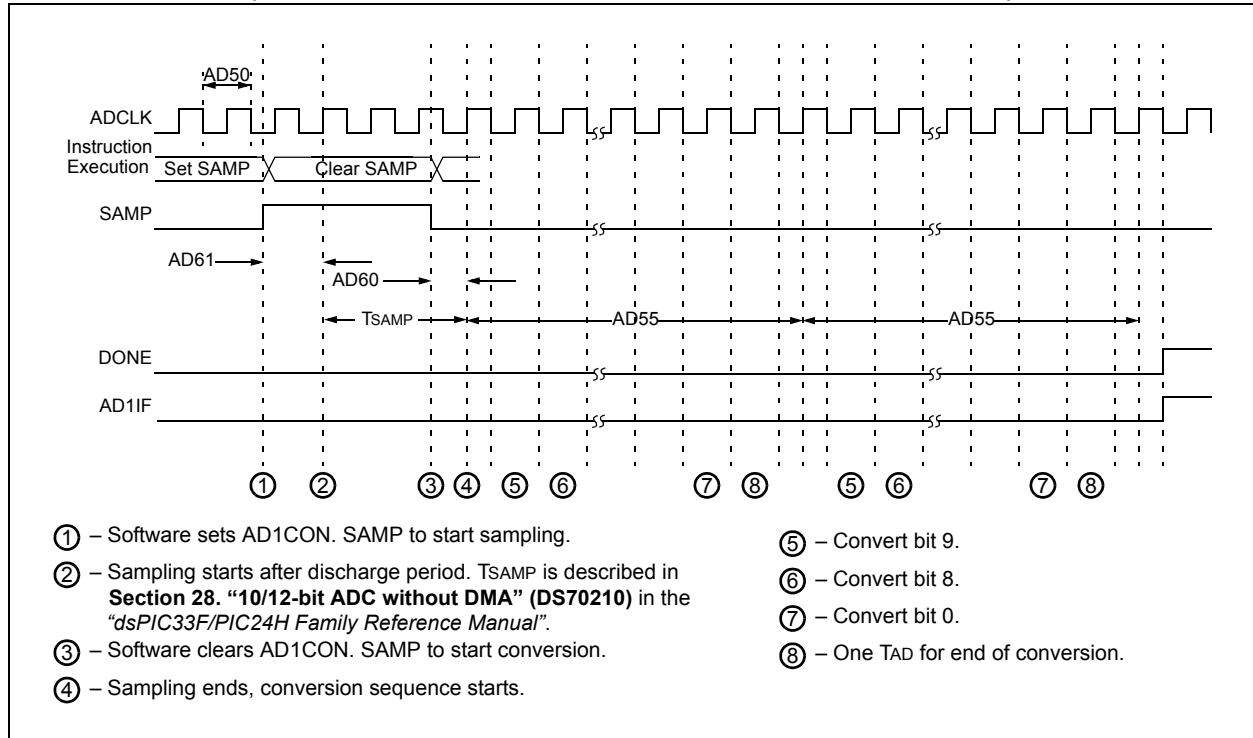 AD50
ADCLK
Instruction
Execution Set SAMP Clear SAMP
SAMP
AD61
AD60
TSAMP AD55 AD55
DONE
AD1IF
① ② ③ ④ ⑤ ⑥ ⑦ ⑧ ⑤ ⑥ ⑦ ⑧
① – Software sets AD1CON. SAMP to start sampling.
② – Sampling starts after discharge period. TSAMP is described in
Section 28. “10/12-bit ADC without DMA” (DS70210) in the
“dsPIC33F/PIC24H Family Reference Manual”.
③ – Software clears AD1CON. SAMP to start conversion.
④ – Sampling ends, conversion sequence starts.
⑤ – Convert bit 9.
⑥ – Convert bit 8.
⑦ – Convert bit 0.
⑧ – One TAD for end of conversion.